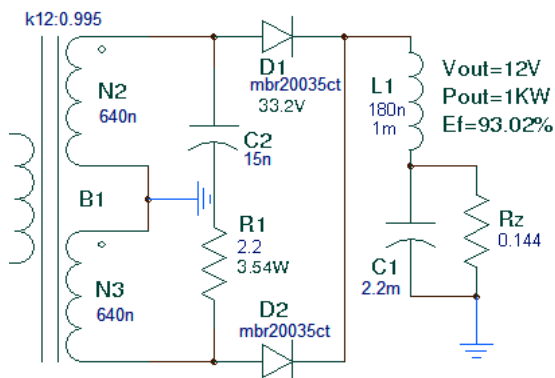 k12:0.995
N2
640n
B1
N3
640n
D1
mbr20035ct
33.2V
C2
15n
R1
2.2
3.54W
D2
mbr20035ct
L1
180n
1m
Vout=12V
Pout=1KW
Ef=93.02%
C1
2.2m
Rz
0.144